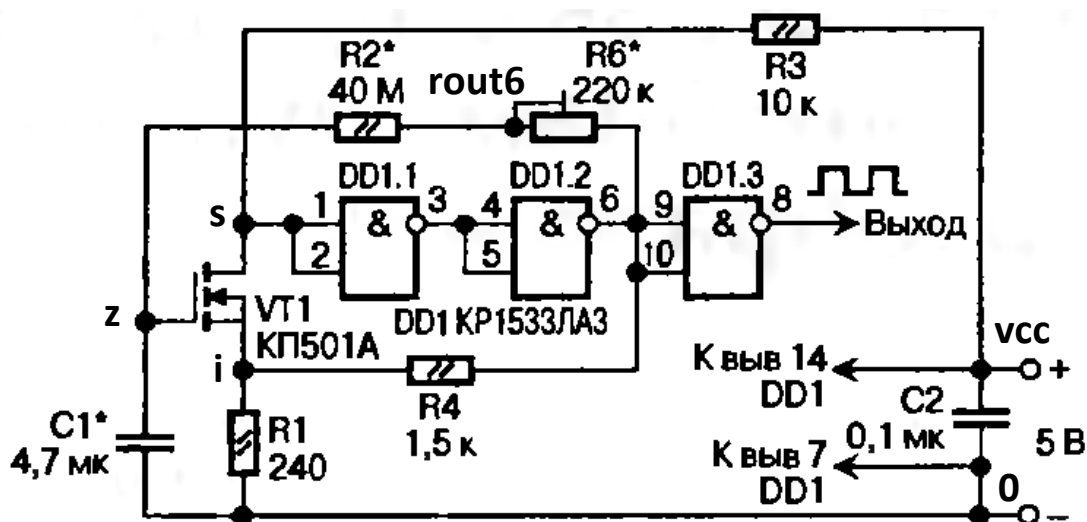 R2*
40 M
rout6
R6*
220 к
R3
10 к
DD1.1
DD1.2
DD1.3
s
1
2
&
3
4
5
&
6
9
10
&
8
Выход
z
VT1
КП501А
DD1 КР1533ЛА3
i
R4
1,5 к
C1*
4,7 мк
R1
240
К выв 14
DD1
vcc
+
C2
0,1 мк
5 В
К выв 7
DD1
0
–